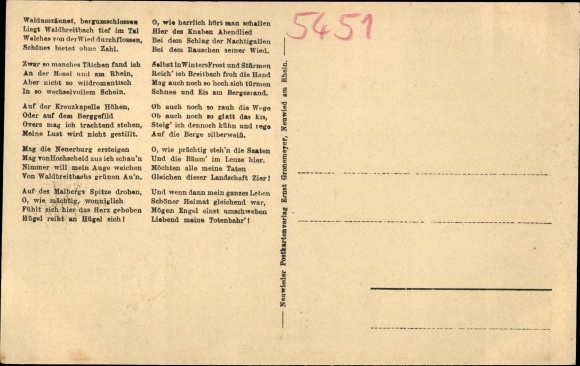 Waldumzäunet, bergumschlossen
Liegt Waldbreitbach tief im Tal
Welches von der Wied durchflossen,
Schönes bietet ohne Zahl.
Zwar so manches Tälchen fand ich
An der Mosel und am Rhein,
Aber nicht so wildromantisch
In so wechselvollem Schein.
Auf der Kreuzkapelle Höhen,
Oder auf dem Berggefild
Overs mag ich trachtend stehen,
Meine Lust wird nicht gestillt.
Mag die Neuerburg ersteigen
Mag von Hochscheid aus ich schau'n
Nimmer will mein Auge weichen
Von Waldbreitbachs grünen Au'n.
Auf des Malbergs Spitze droben,
O, wie mächtig, wonniglich
Fühlt sich hier das Herz gehoben
Hügel reiht an Hügel sich!
O, wie herrlich hört man schallen
Hier des Knaben Abendlied
Bei dem Schlag der Nachtigallen
Bei dem Rauschen seiner Wied.
Selbst in Winters Frost und Stürmen
Reich' ich Breitbach froh die Hand
Mag auch noch so hoch sich türmen
Schnee und Eis am Bergesrand.
Ob auch noch so rauh die Wege
Ob auch noch so glatt das Eis,
Steig' ich dennoch kühn und rege
Auf die Berge silberweiß.
O, wie prächtig steh'n die Saaten
Und die Bäum' im Lenze hier.
Möchten alle meine Taten
Gleichen dieser Landschaft Zier!
Und wenn dann mein ganzes Leben
Schöner Heimat gleichend war,
Mögen Engel einst umschweben
Liebend meine Totenbahr'!
Neuwieder Postkartenverlag Ernst Gronemeyer, Neuwied am Rhein.
5451